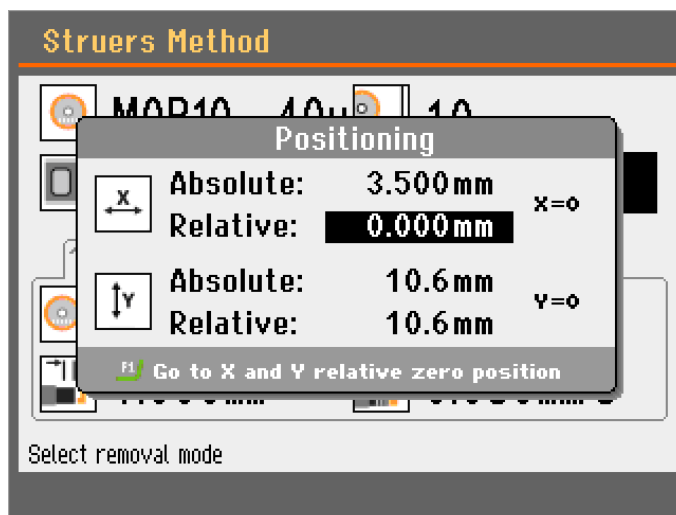 Struers Method
Positioning
X
Absolute: 3.500mm
Relative: 0.000mm
X=0
Y
Absolute: 10.6mm
Relative: 10.6mm
Y=0
F1 Go to X and Y relative zero position
Select removal mode